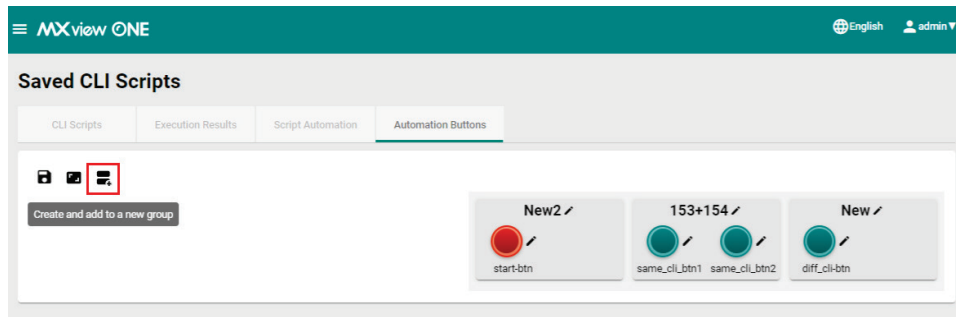 MXview ONE
English
admin
Saved CLI Scripts
CLI Scripts
Execution Results
Script Automation
Automation Buttons
Create and add to a new group
New2
153+154
New
start-btn
same_cli_btn1
same_cli_btn2
diff_cli-btn